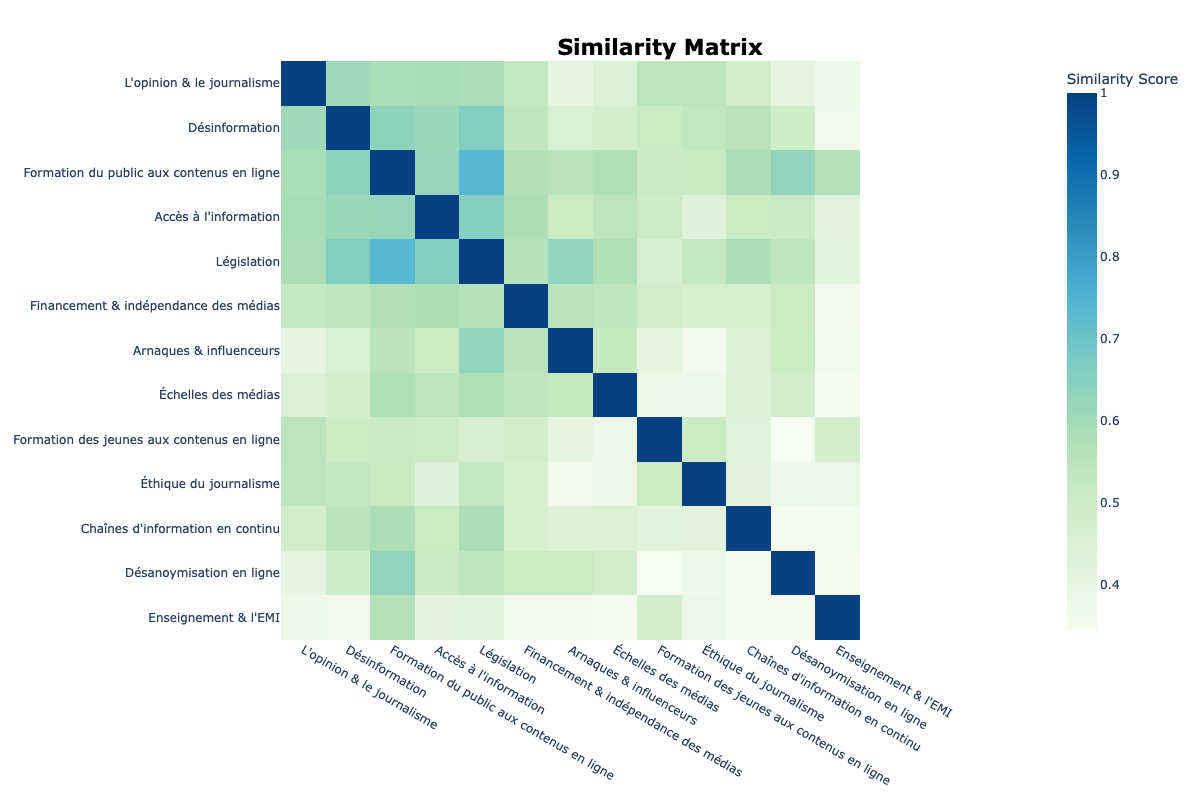 Similarity Matrix
L'opinion & le journalisme
Désinformation
Formation du public aux contenus en ligne
Accès à l'information
Législation
Financement & indépendance des médias
Arnaques & influenceurs
Échelles des médias
Formation des jeunes aux contenus en ligne
Éthique du journalisme
Chaînes d'information en continu
Désanoymisation en ligne
Enseignement & l'EMI
L'opinion & le journalisme
Désinformation
Formation du public aux contenus en ligne
Accès à l'information
Législation
Financement & indépendance des médias
Arnaques & influenceurs
Échelles des médias
Formation des jeunes aux contenus en ligne
Éthique du journalisme
Chaînes d'information en continu
Désanoymisation en ligne
Enseignement & l'EMI
Similarity Score
1
0.9
0.8
0.7
0.6
0.5
0.4